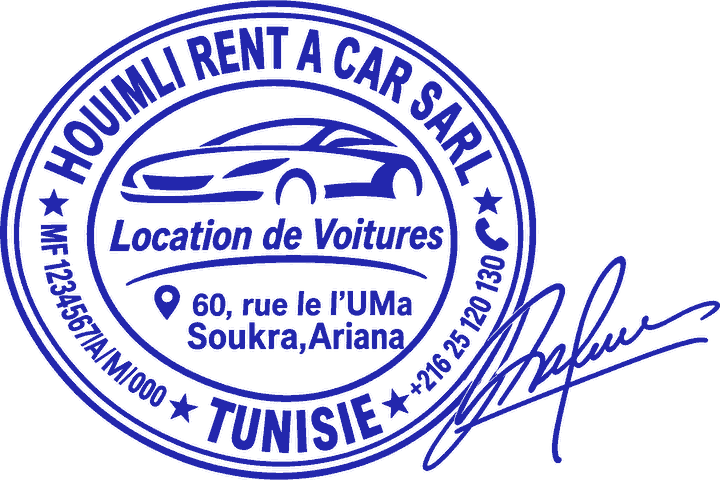 HOUIMLI RENT A CAR SARL
Location de Voitures
60, rue le l'UMa
Soukra,Ariana
MF 1234567/A/M/000
TUNISIE
+216 25 120 130